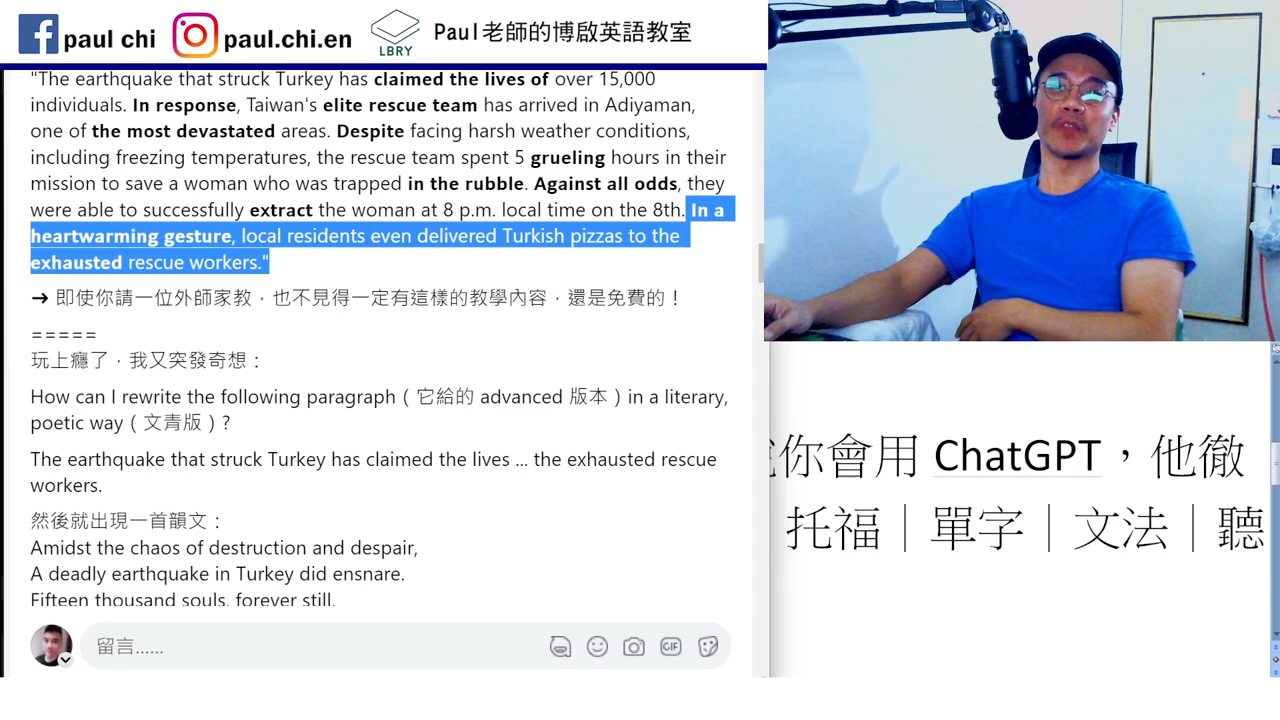 paul chi
paul.chi.en
LBRY
Paul老師的博啟英語教室
"The earthquake that struck Turkey has claimed the lives of over 15,000
individuals. In response, Taiwan's elite rescue team has arrived in Adiyaman,
one of the most devastated areas. Despite facing harsh weather conditions,
including freezing temperatures, the rescue team spent 5 grueling hours in their
mission to save a woman who was trapped in the rubble. Against all odds, they
were able to successfully extract the woman at 8 p.m. local time on the 8th. In a
heartwarming gesture, local residents even delivered Turkish pizzas to the
exhausted rescue workers."
→ 即使你請一位外師家教，也不見得一定有這樣的教學內容，還是免費的！
=====
玩上癮了，我又突發奇想：
How can I rewrite the following paragraph（它給的 advanced 版本）in a literary,
poetic way（文青版）?
The earthquake that struck Turkey has claimed the lives ... the exhausted rescue
workers.
然後就出現一首韻文：
Amidst the chaos of destruction and despair,
A deadly earthquake in Turkey did ensnare.
Fifteen thousand souls, forever still,
留言……
GIF
你會用 ChatGPT，他徹
托福｜單字｜文法｜聽